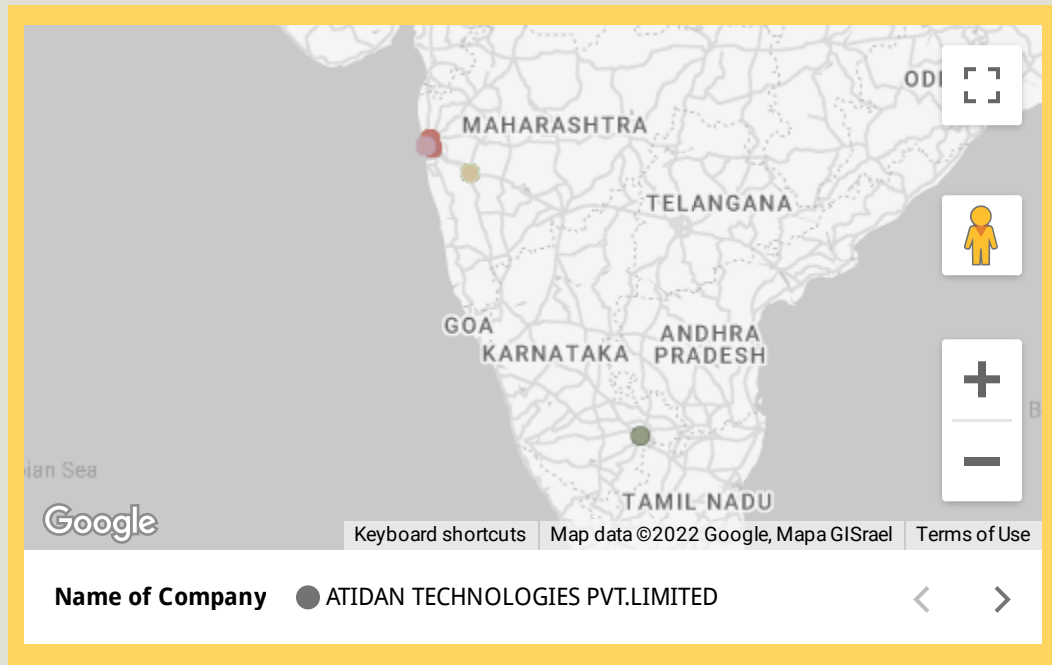 ODI
MAHARASHTRA
TELANGANA
GOA
ANDHRA
PRADESH
KARNATAKA
B
ian Sea
TAMIL NADU
Google
Keyboard shortcuts
Map data ©2022 Google, Mapa GISrael
Terms of Use
Name of Company
ATIDAN TECHNOLOGIES PVT.LIMITED